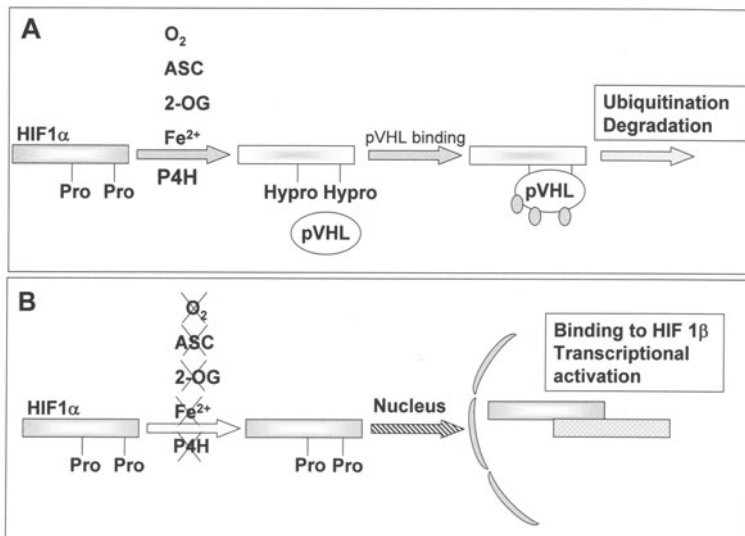 A
O₂
ASC
2-OG
Fe²⁺
P4H
HIF1α
Pro Pro
Hypro Hypro
pVHL
pVHL binding
pVHL
Ubiquitination
Degradation
B
O₂
ASC
2-OG
Fe²⁺
P4H
HIF1α
Pro Pro
Pro Pro
Nucleus
Binding to HIF 1β
Transcriptional
activation